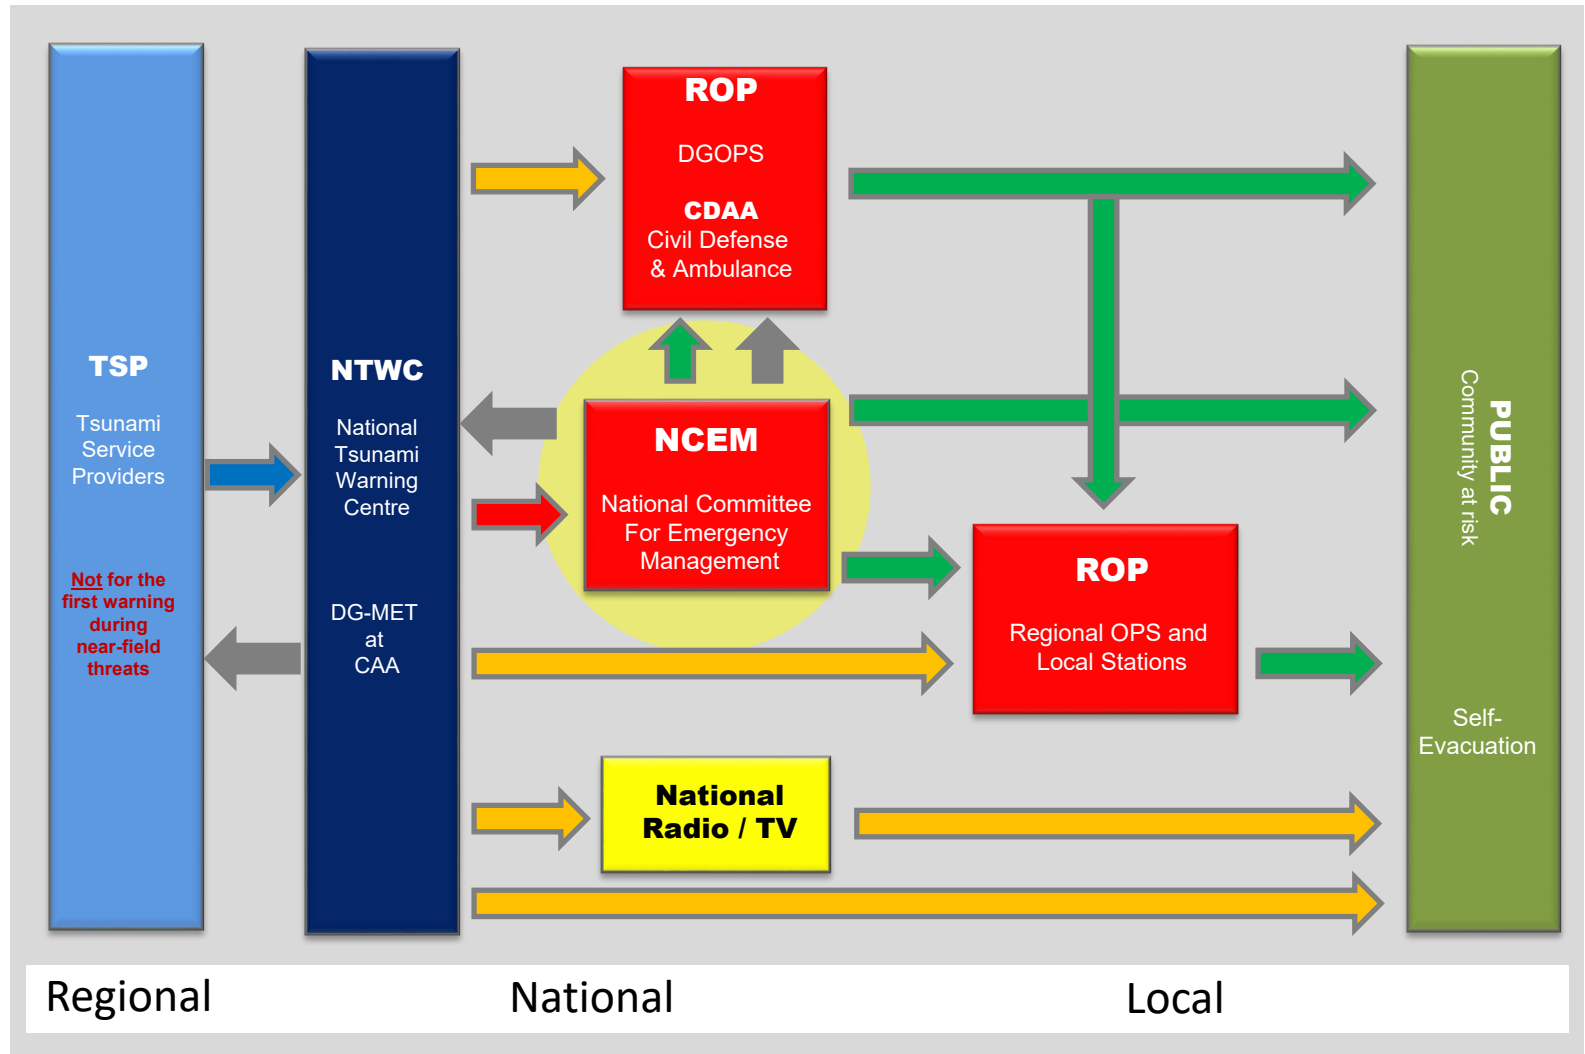 TSP
Tsunami
Service
Providers
Not for the
first warning
during
near-field
threats
NTWC
National
Tsunami
Warning
Centre
DG-MET
at
CAA
ROP
DGOPS
CDAA
Civil Defense
& Ambulance
NCEM
National Committee
For Emergency
Management
National
Radio / TV
ROP
Regional OPS and
Local Stations
PUBLIC
Community at risk
Self-
Evacuation
Regional
National
Local